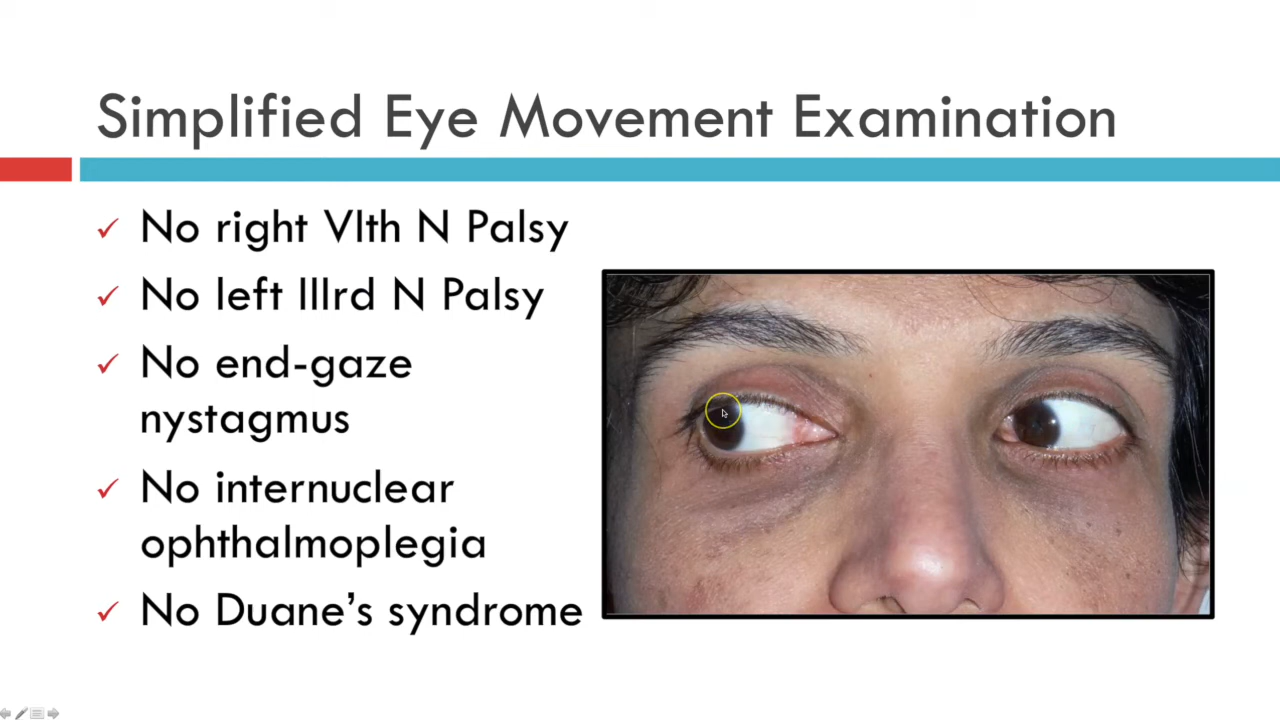 Simplified Eye Movement Examination
No right VIth N Palsy
No left IIIrd N Palsy
No end-gaze
nystagmus
No internuclear
ophthalmoplegia
No Duane’s syndrome